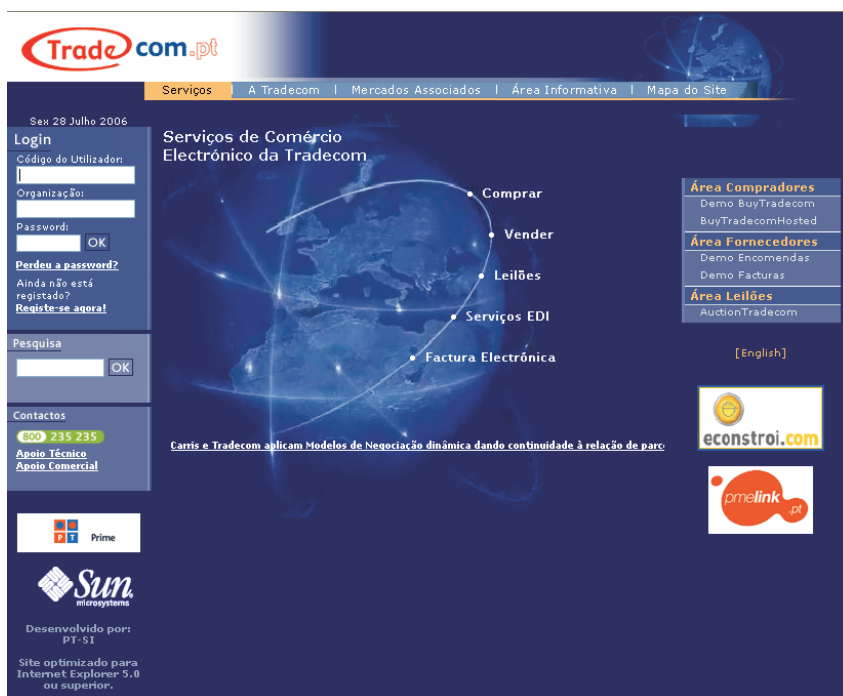 Tradecom.pt
Serviços | A Tradecom | Mercados Associados | Área Informativa | Mapa do Site
Sex 28 Julho 2006
Login
Código do Utilizador:
Organização:
Password:
OK
Perdeu a password?
Ainda não está
registado?
Registe-se agora!
Pesquisa
OK
Contactos
800 235 235
Apoio Técnico
Apoio Comercial
PT Prime
Sun
microsystems
Desenvolvido por:
PT-SI
Site optimizado para
Internet Explorer 5.0
ou superior.
Serviços de Comércio
Electrónico da Tradecom
Comprar
Vender
Leilões
Serviços EDI
Factura Electrónica
Carris e Tradecom aplicam Modelos de Negociação dinâmica dando continuidade à relação de parc
Área Compradores
Demo BuyTradecom
BuyTradecomHosted
Área Fornecedores
Demo Encomendas
Demo Facturas
Área Leilões
AuctionTradecom
[English]
econstroi.com
pmelink
.pt